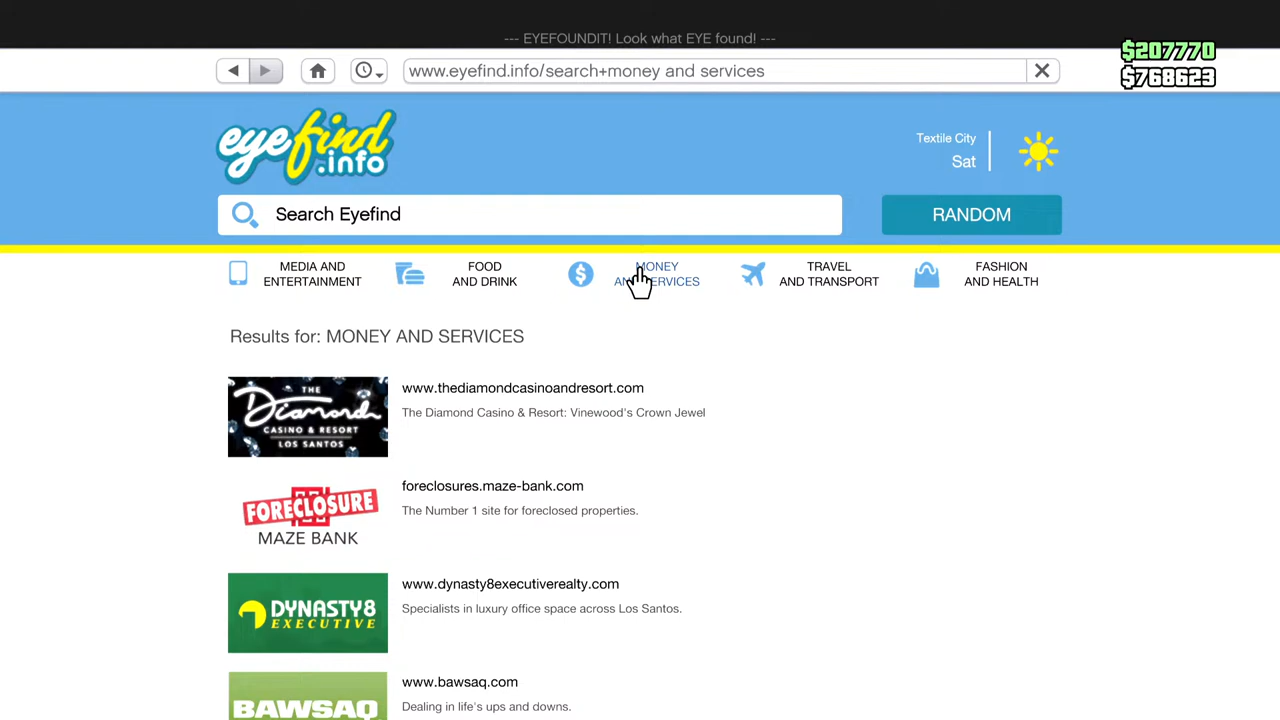 --- EYEFOUNDIT! Look what EYE found! ---
$207770
$768623
www.eyefind.info/search+money and services
eyefind
.info
Textile City
Sat
Search Eyefind
RANDOM
MEDIA AND
ENTERTAINMENT
FOOD
AND DRINK
MONEY
AND SERVICES
TRAVEL
AND TRANSPORT
FASHION
AND HEALTH
Results for: MONEY AND SERVICES
THE
Diamond
CASINO & RESORT
LOS SANTOS
www.thediamondcasinoandresort.com
The Diamond Casino & Resort: Vinewood's Crown Jewel
FORECLOSURE
MAZE BANK
foreclosures.maze-bank.com
The Number 1 site for foreclosed properties.
DYNASTY8
EXECUTIVE
www.dynasty8executiverealty.com
Specialists in luxury office space across Los Santos.
BAWSAQ
www.bawsaq.com
Dealing in life's ups and downs.